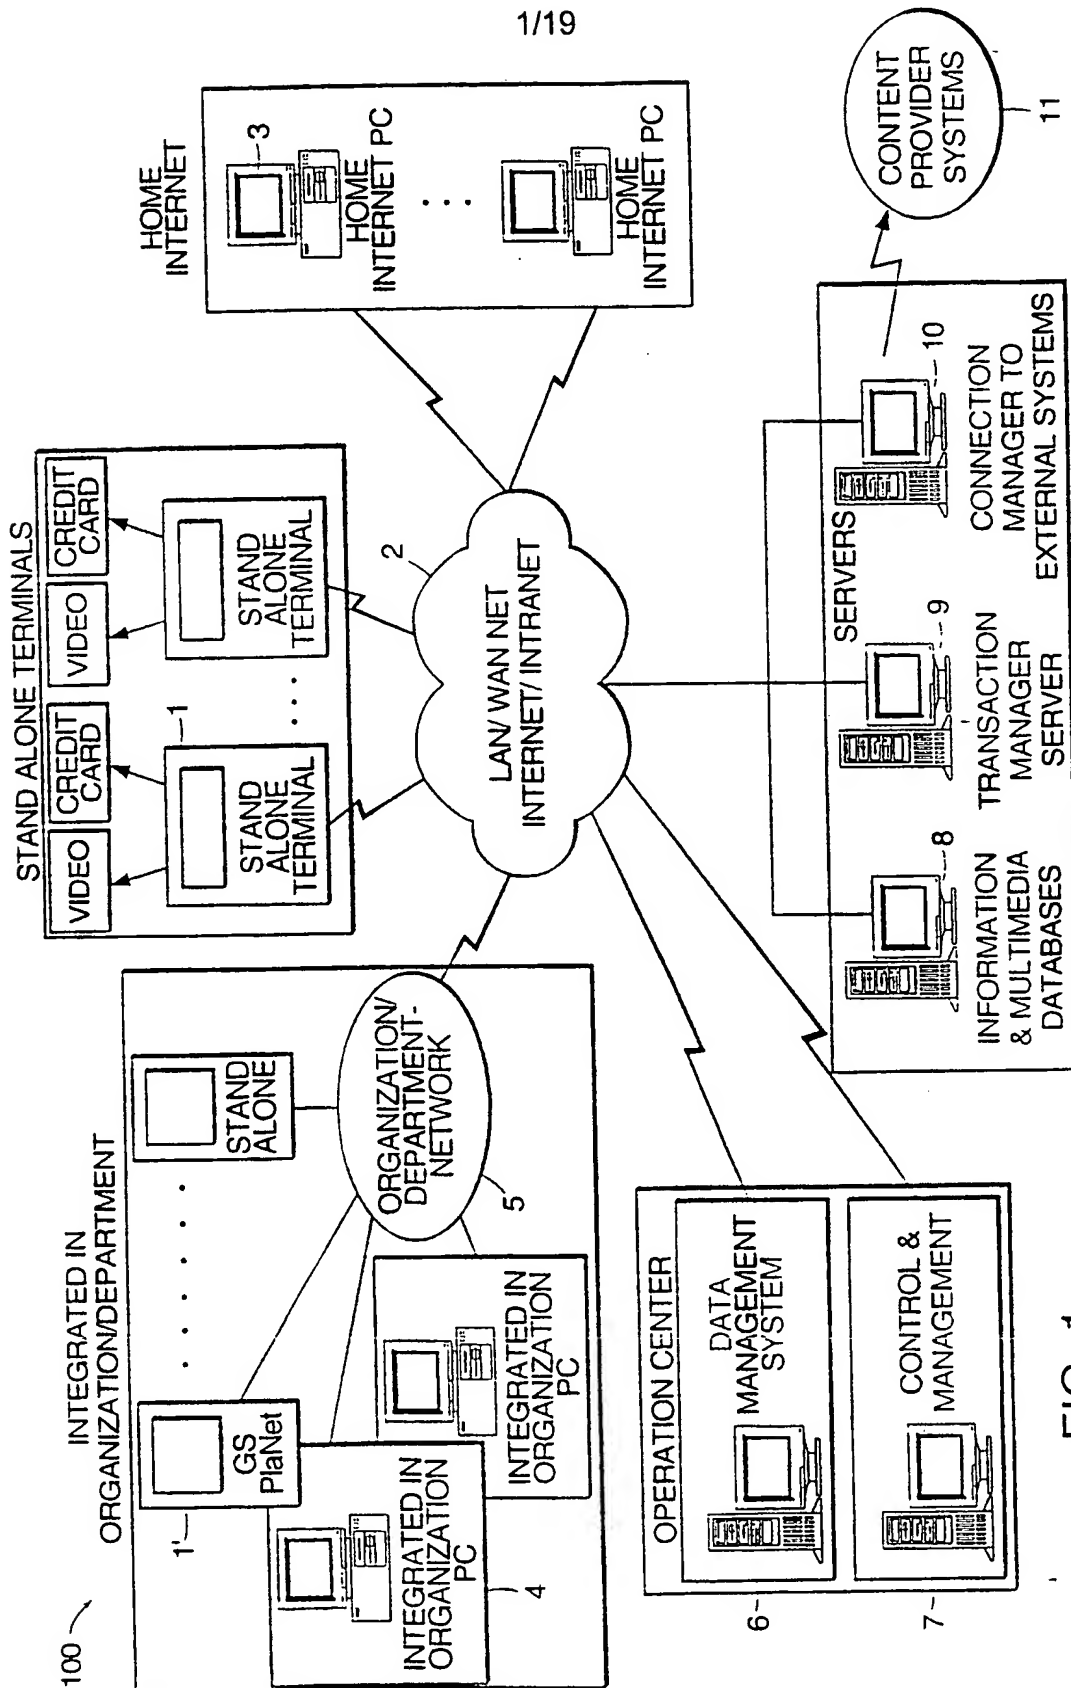 1/19
100
INTEGRATED IN
ORGANIZATION/DEPARTMENT
1'
GS
PlaNet
STAND
ALONE
INTEGRATED IN
ORGANIZATION
PC
4
INTEGRATED IN
ORGANIZATION
PC
ORGANIZATION/
DEPARTMENT-
NETWORK
5
STAND ALONE TERMINALS
VIDEO
CREDIT
CARD
VIDEO
CREDIT
CARD
1
STAND
ALONE
TERMINAL
STAND
ALONE
TERMINAL
HOME
INTERNET
3
HOME
INTERNET PC
HOME
INTERNET PC
2
LAN/ WAN NET
INTERNET/ INTRANET
OPERATION CENTER
DATA
MANAGEMENT
SYSTEM
6
CONTROL &
MANAGEMENT
7
SERVERS
8
INFORMATION
& MULTIMEDIA
DATABASES
9
TRANSACTION
MANAGER
SERVER
10
CONNECTION
MANAGER TO
EXTERNAL SYSTEMS
CONTENT
PROVIDER
SYSTEMS
11